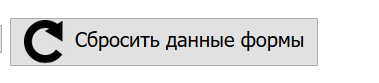 Сбросить данные формы